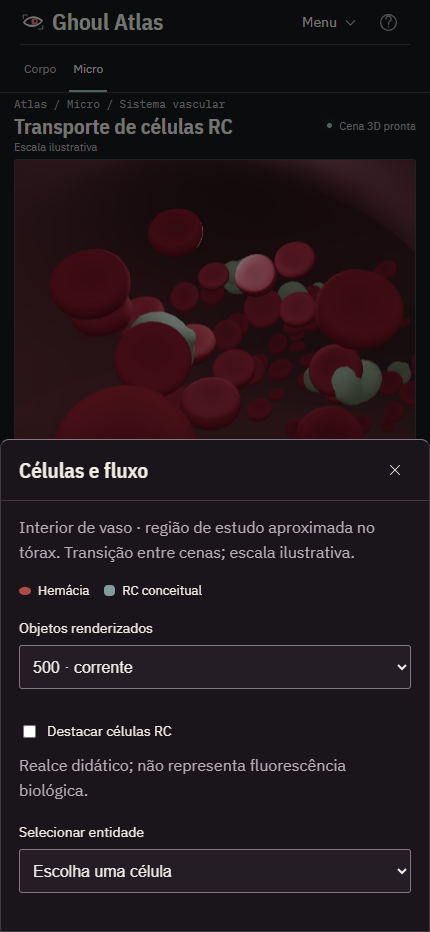 Ghoul Atlas
Menu
Corpo Micro
Atlas / Micro / Sistema vascular
Transporte de células RC
Cena 3D pronta
Escala ilustrativa
Células e fluxo
Interior de vaso · região de estudo aproximada no
tórax. Transição entre cenas; escala ilustrativa.
Hemácia RC conceitual
Objetos renderizados
500 · corrente
Destacar células RC
Realce didático; não representa fluorescência
biológica.
Selecionar entidade
Escolha uma célula